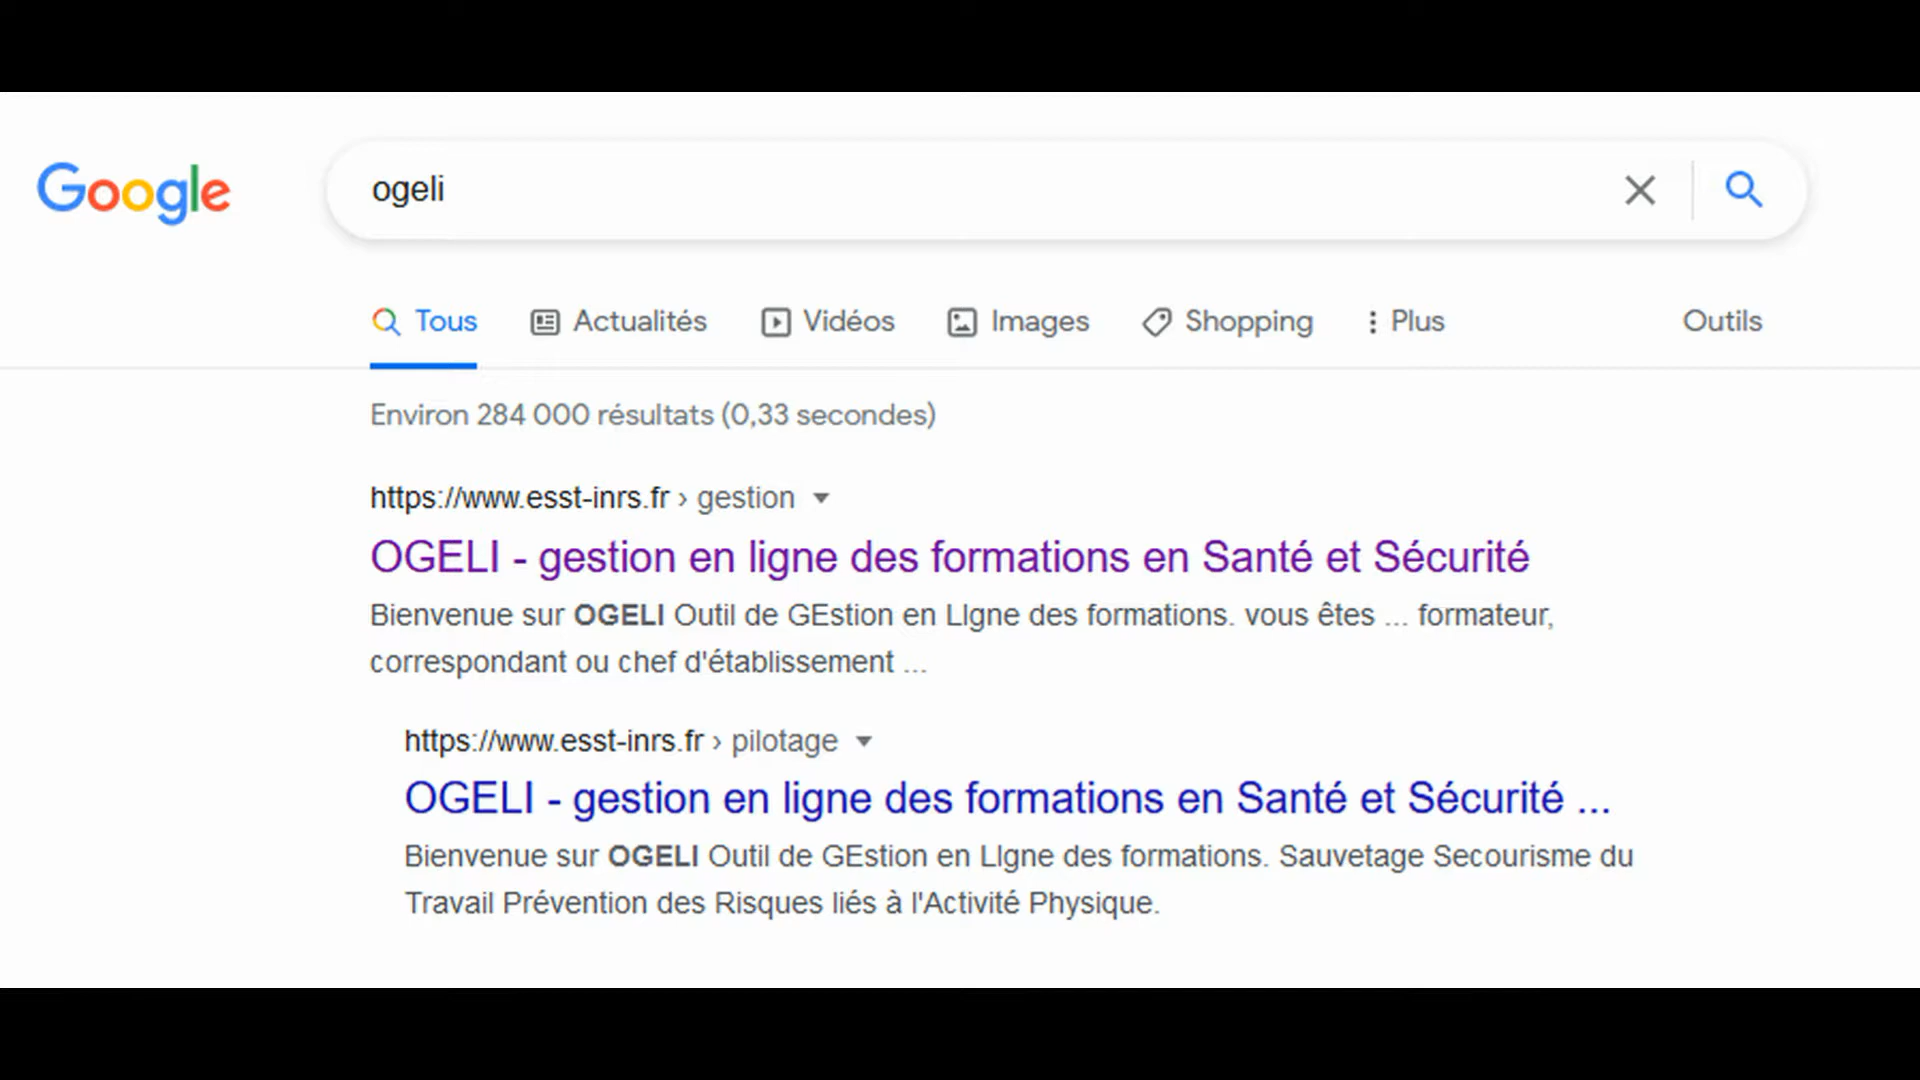 Google
ogeli
Tous Actualités Vidéos Images Shopping Plus Outils
Environ 284 000 résultats (0,33 secondes)
https://www.esst-inrs.fr › gestion
OGELI - gestion en ligne des formations en Santé et Sécurité
Bienvenue sur OGELI Outil de GEstion en LIgne des formations. vous êtes ... formateur,
correspondant ou chef d'établissement ...
https://www.esst-inrs.fr › pilotage
OGELI - gestion en ligne des formations en Santé et Sécurité ...
Bienvenue sur OGELI Outil de GEstion en LIgne des formations. Sauvetage Secourisme du
Travail Prévention des Risques liés à l'Activité Physique.